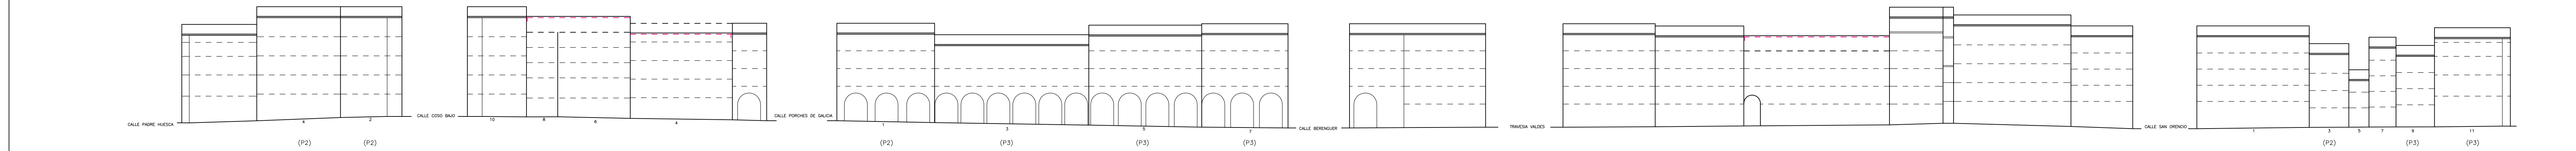 CALLE PADRE HUESCA
4
2
(P2)
(P2)
CALLE COSO BAJO
10
8
6
4
CALLE PORCHES DE GALICIA
1
3
5
7
(P2)
(P3)
(P3)
(P3)
CALLE BERENGUER
TRAVESIA VALDES
CALLE SAN ORENCIO
1
3
5
7
9
11
(P2)
(P3)
(P3)